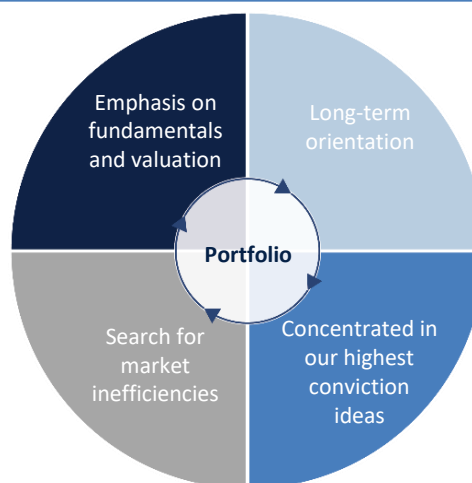 Emphasis on
fundamentals
and valuation
Long-term
orientation
Portfolio
Search for
market
inefficiencies
Concentrated in
our highest
conviction
ideas